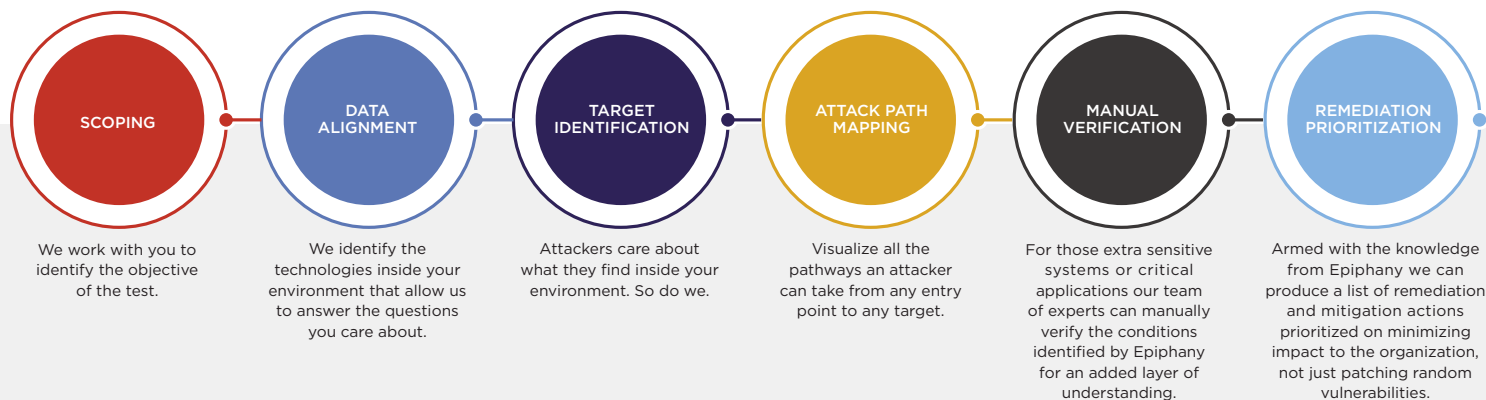 SCOPING
We work with you to
identify the objective
of the test.
DATA
ALIGNMENT
We identify the
technologies inside your
environment that allow us
to answer the questions
you care about.
TARGET
IDENTIFICATION
Attackers care about
what they find inside your
environment. So do we.
ATTACK PATH
MAPPING
Visualize all the
pathways an attacker
can take from any entry
point to any target.
MANUAL
VERIFICATION
For those extra sensitive
systems or critical
applications our team
of experts can manually
verify the conditions
identified by Epiphany
for an added layer of
understanding.
REMEDIATION
PRIORITIZATION
Armed with the knowledge
from Epiphany we can
produce a list of remediation
and mitigation actions
prioritized on minimizing
impact to the organization,
not just patching random
vulnerabilities.